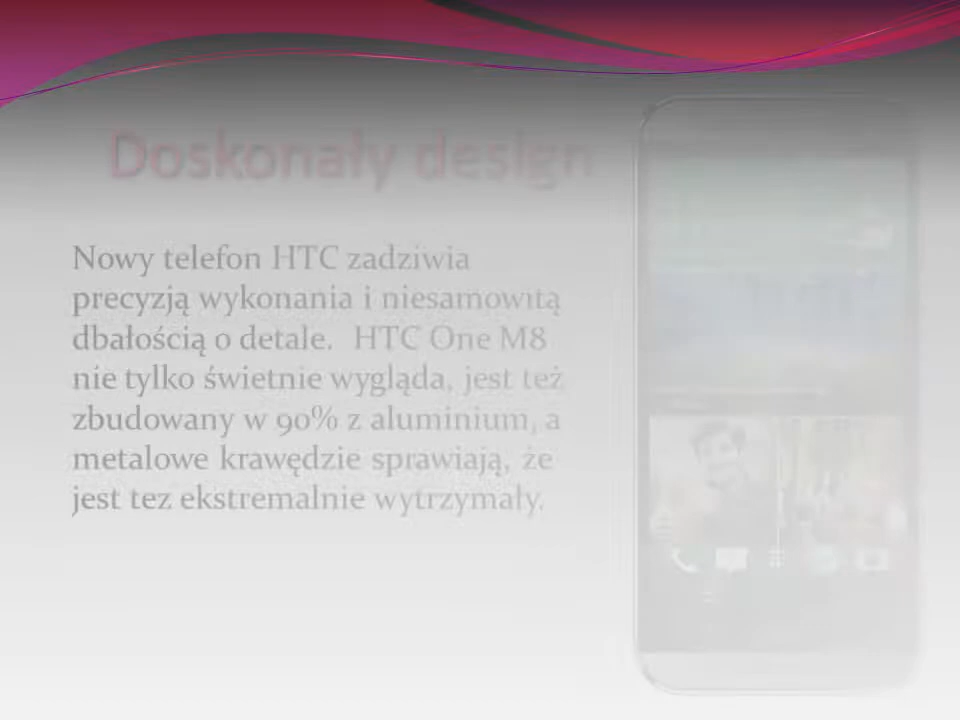 Doskonały design
Nowy telefon HTC zadziwia
precyzją wykonania i niesamowitą
dbałością o detale. HTC One M8
nie tylko świetnie wygląda, jest też
zbudowany w 90% z aluminium, a
metalowe krawędzie sprawiają, że
jest tez ekstremalnie wytrzymały.